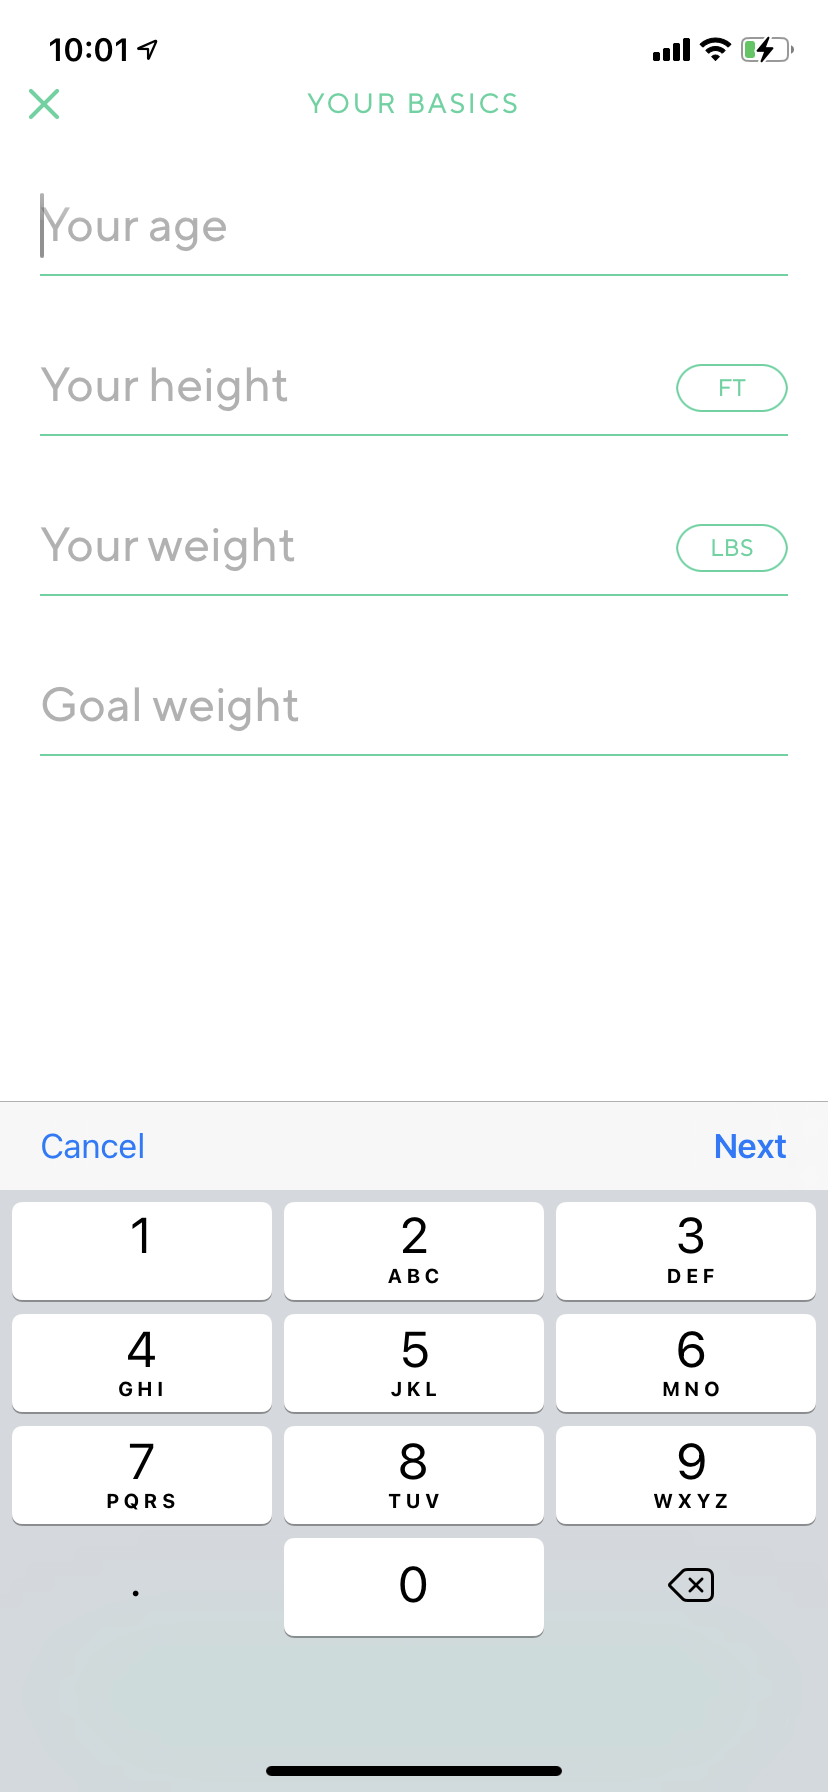 10:01
YOUR BASICS
Your age
Your height
FT
Your weight
LBS
Goal weight
Cancel
Next
1 2 3
ABC DEF
4 5 6
GHI JKL MNO
7 8 9
PQRS TUV WXYZ
. 0